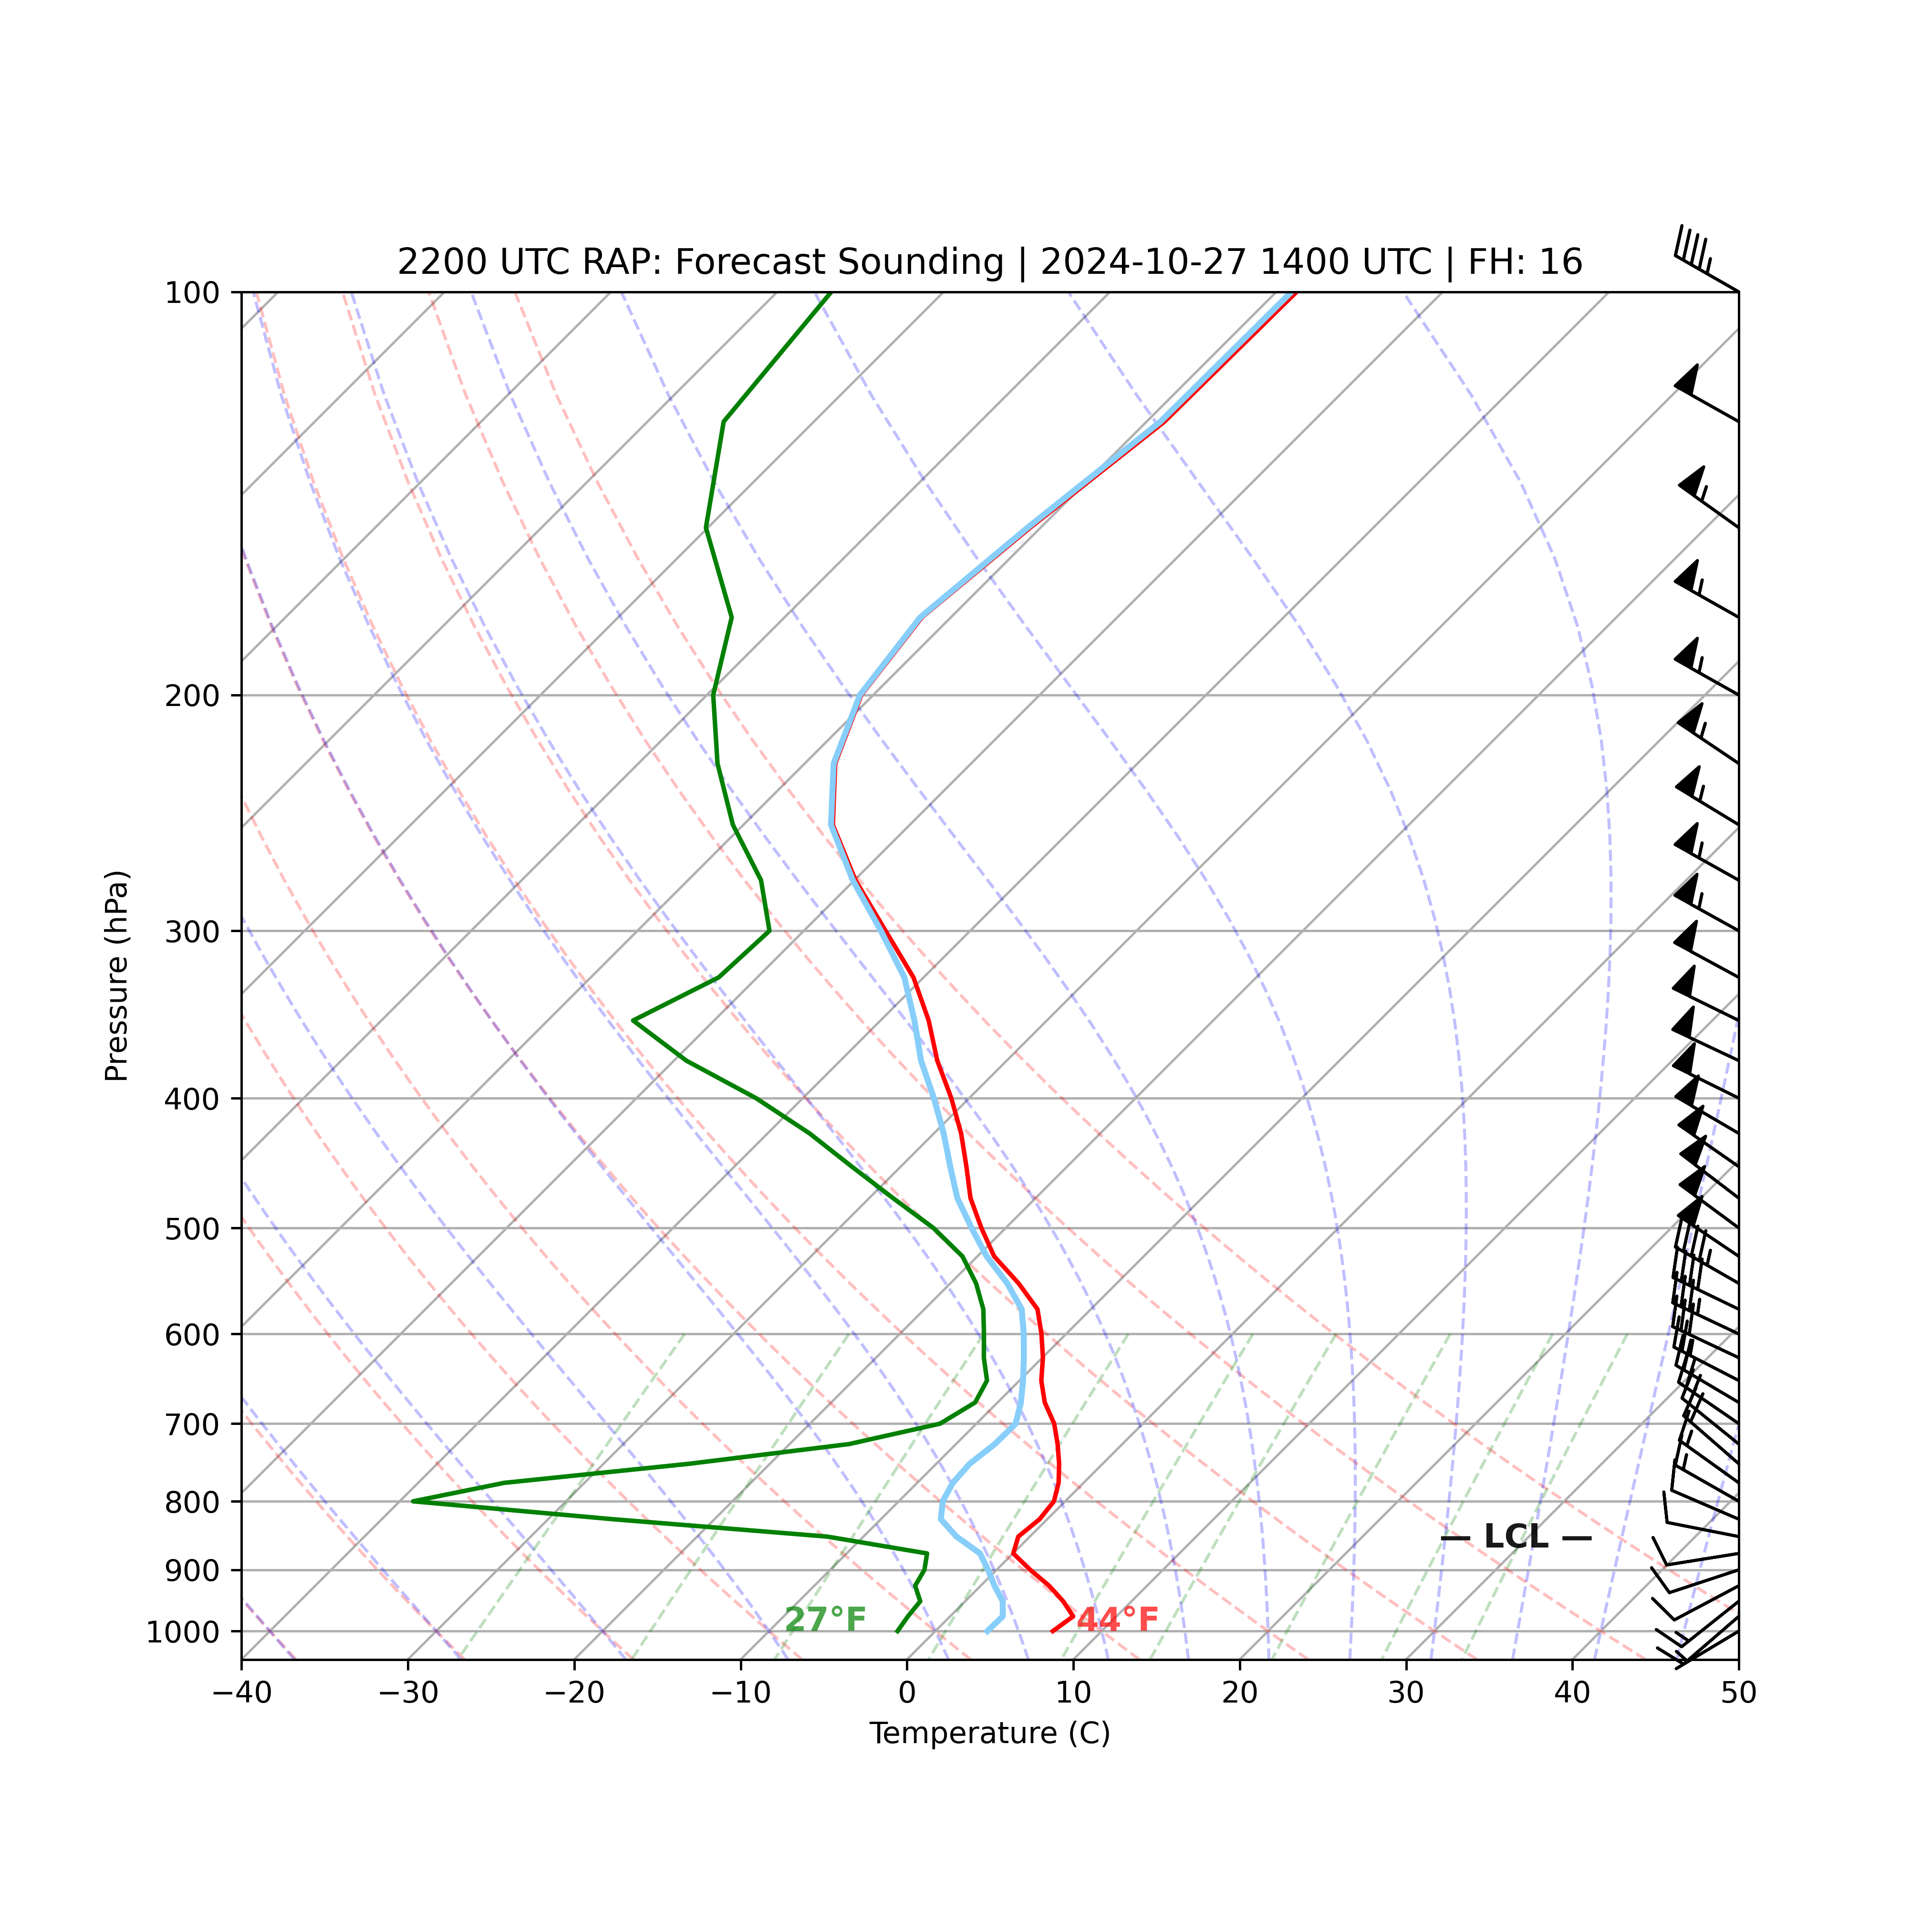 2200 UTC RAP: Forecast Sounding | 2024-10-27 1400 UTC | FH: 16
100
200
300
400
500
600
700
800
900
1000
Pressure (hPa)
— LCL —
27°F
44°F
−40 −30 −20 −10 0 10 20 30 40 50
Temperature (C)